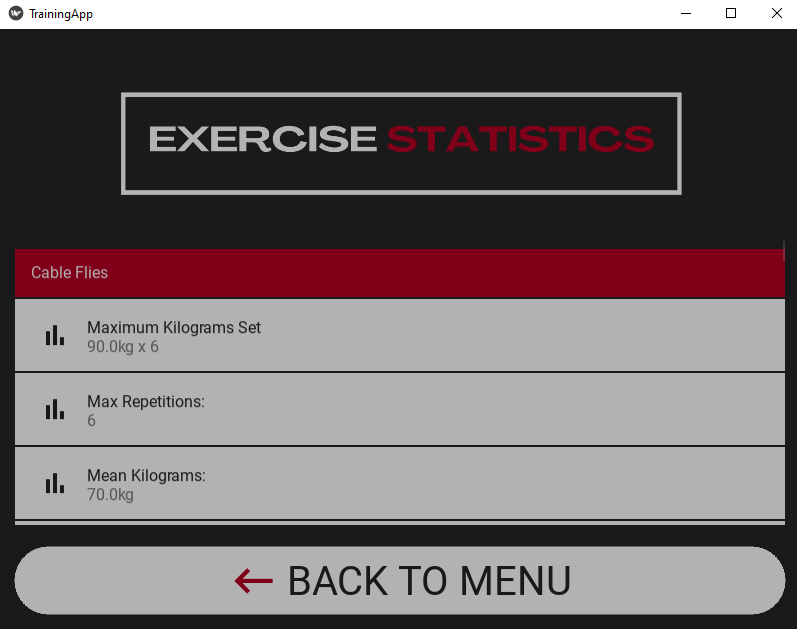 TrainingApp
EXERCISE STATISTICS
Cable Flies
Maximum Kilograms Set
90.0kg x 6
Max Repetitions:
6
Mean Kilograms:
70.0kg
BACK TO MENU